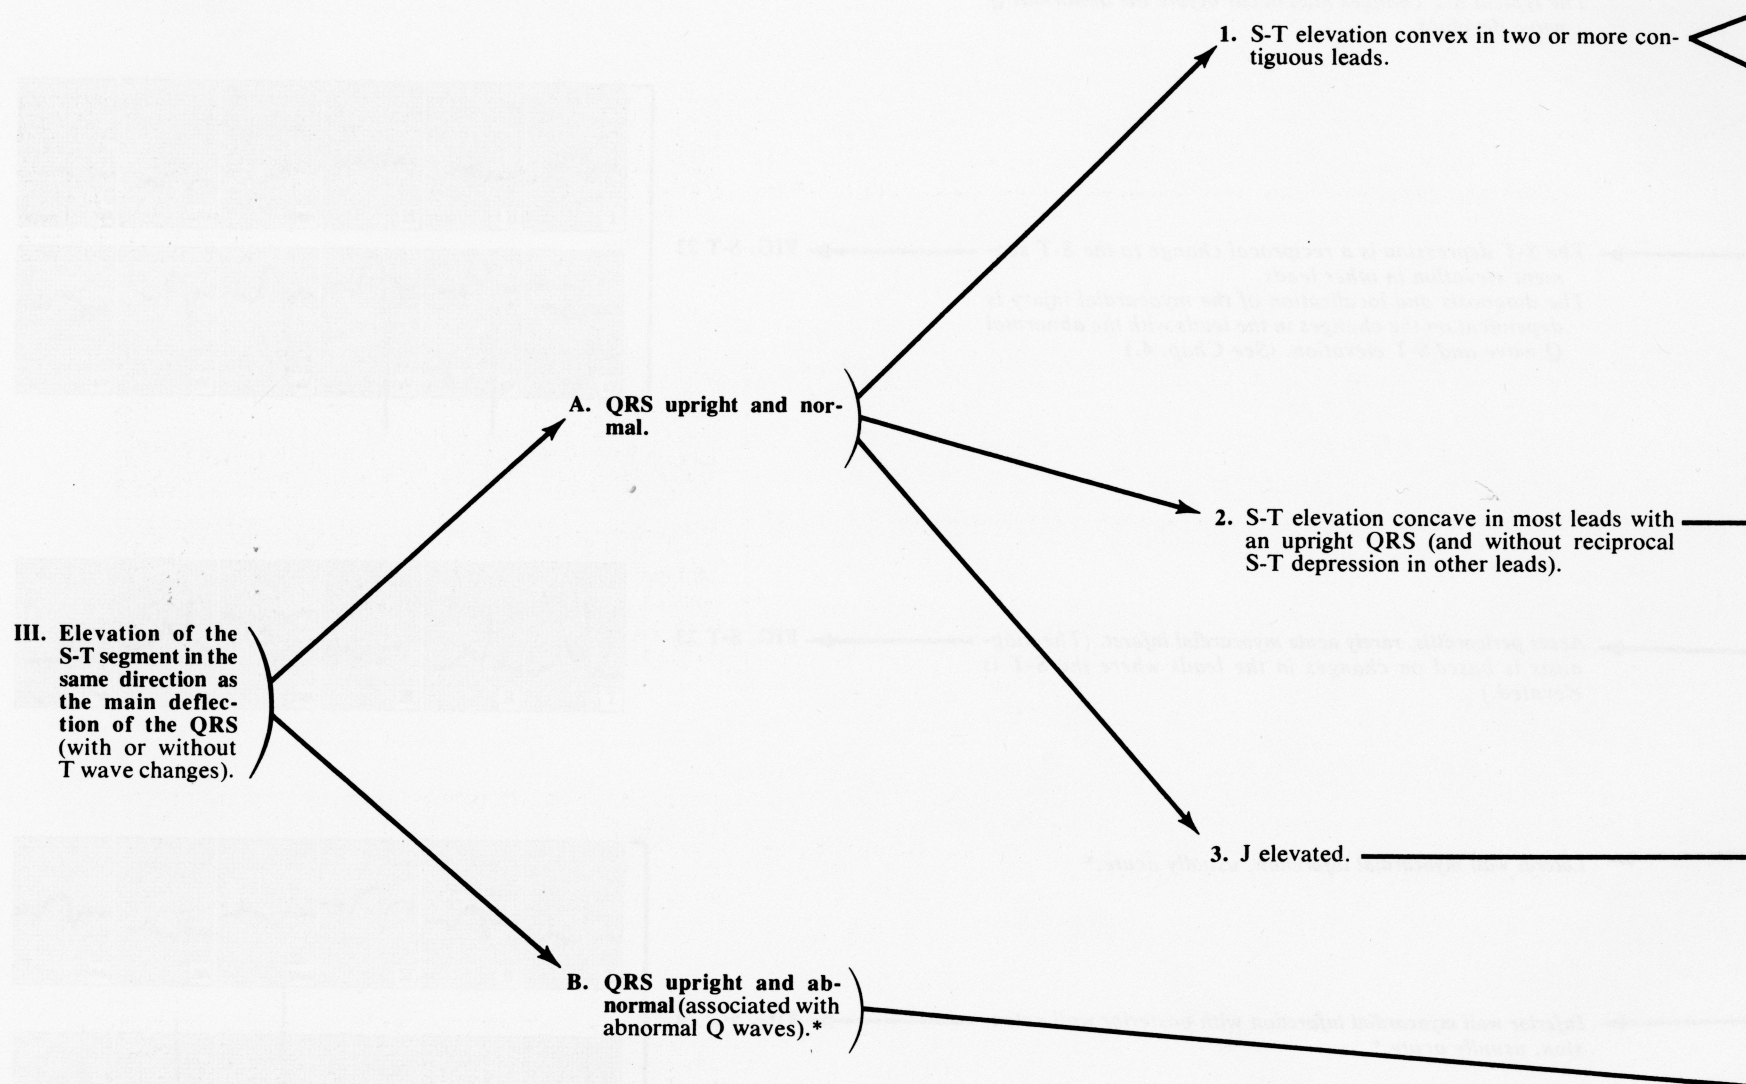 1. S-T elevation convex in two or more con-
tiguous leads.
A. QRS upright and nor-
mal.
2. S-T elevation concave in most leads with
an upright QRS (and without reciprocal
S-T depression in other leads).
III. Elevation of the
S-T segment in the
same direction as
the main deflec-
tion of the QRS
(with or without
T wave changes).
3. J elevated.
B. QRS upright and ab-
normal (associated with
abnormal Q waves).*